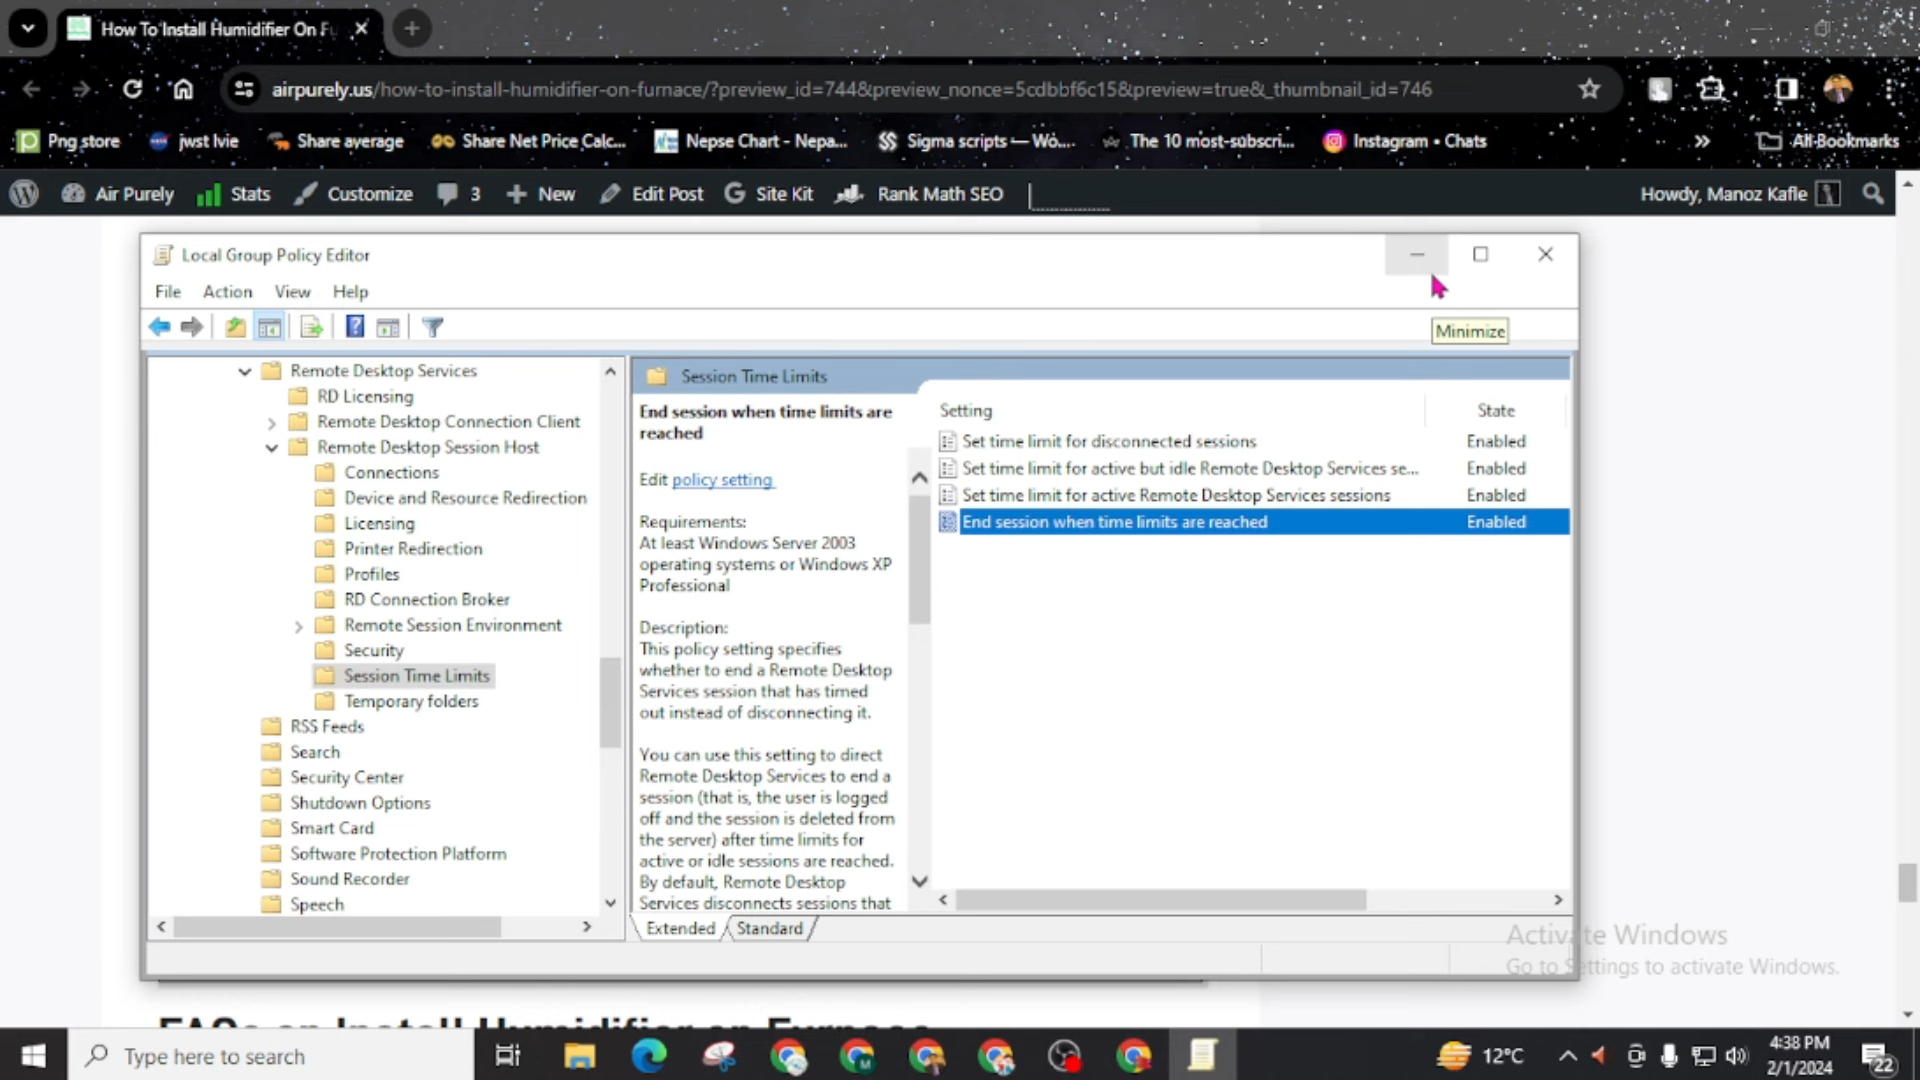 How To Install Humidifier On Fu
airpurely.us/how-to-install-humidifier-on-furnace/?preview_id=744&preview_nonce=5cdbbf6c15&preview=true&_thumbnail_id=746
Png store
jwst lvie
Share average
Share Net Price Calc...
Nepse Chart - Nepa...
Sigma scripts — Wo...
The 10 most-subscri...
Instagram • Chats
»
All Bookmarks
Air Purely
Stats
Customize
3
New
Edit Post
Site Kit
Rank Math SEO
Howdy, Manoz Kafle
Local Group Policy Editor
File Action View Help
Minimize
Remote Desktop Services
RD Licensing
Remote Desktop Connection Client
Remote Desktop Session Host
Connections
Device and Resource Redirection
Licensing
Printer Redirection
Profiles
RD Connection Broker
Remote Session Environment
Security
Session Time Limits
Temporary folders
RSS Feeds
Search
Security Center
Shutdown Options
Smart Card
Software Protection Platform
Sound Recorder
Speech
Session Time Limits
End session when time limits are
reached
Edit policy setting
Requirements:
At least Windows Server 2003
operating systems or Windows XP
Professional
Description:
This policy setting specifies
whether to end a Remote Desktop
Services session that has timed
out instead of disconnecting it.
You can use this setting to direct
Remote Desktop Services to end a
session (that is, the user is logged
off and the session is deleted from
the server) after time limits for
active or idle sessions are reached.
By default, Remote Desktop
Services disconnects sessions that
Setting State
Set time limit for disconnected sessions Enabled
Set time limit for active but idle Remote Desktop Services se... Enabled
Set time limit for active Remote Desktop Services sessions Enabled
End session when time limits are reached Enabled
Extended Standard
Activate Windows
Go to Settings to activate Windows.
FAQs on Install Humidifier on Furnace
Type here to search
12°C
4:38 PM
2/1/2024
22